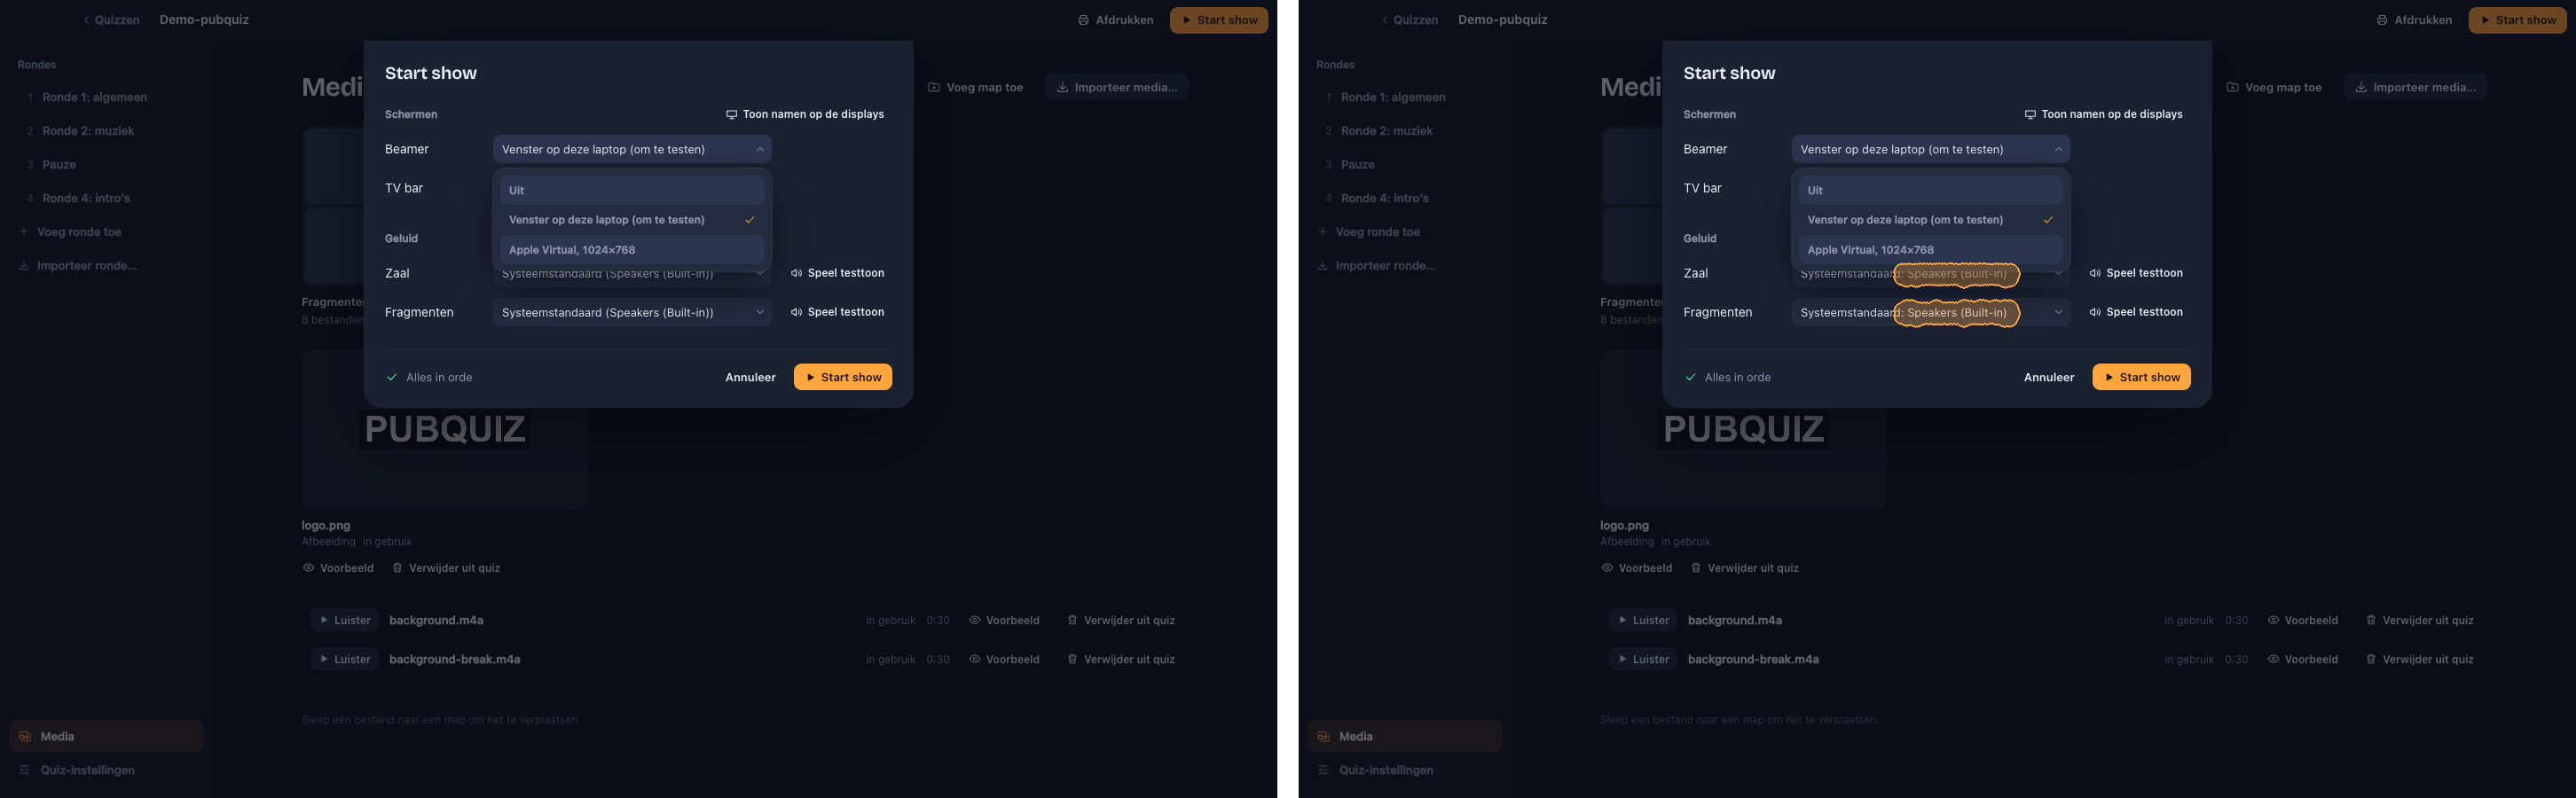 Quizzen
Demo-pubquiz
Afdrukken
Start show
Rondes
1 Ronde 1: algemeen
2 Ronde 2: muziek
3 Pauze
4 Ronde 4: intro's
Voeg ronde toe
Importeer ronde...
Media
Quiz-instellingen
Medi
Voeg map toe
Importeer media...
Start show
Schermen
Toon namen op de displays
Beamer
Venster op deze laptop (om te testen)
TV bar
Uit
Venster op deze laptop (om te testen)
Apple Virtual, 1024×768
Geluid
Zaal
Systeemstandaard (Speakers (Built-in))
Speel testtoon
Fragmenten
Systeemstandaard (Speakers (Built-in))
Speel testtoon
Alles in orde
Annuleer
Start show
Fragmente
8 bestanden
PUBQUIZ
logo.png
Afbeelding in gebruik
Voorbeeld
Verwijder uit quiz
Luister
background.m4a
in gebruik 0:30
Voorbeeld
Verwijder uit quiz
Luister
background-break.m4a
in gebruik 0:30
Voorbeeld
Verwijder uit quiz
Sleep een bestand naar een map om het te verplaatsen.
Quizzen
Demo-pubquiz
Afdrukken
Start show
Rondes
1 Ronde 1: algemeen
2 Ronde 2: muziek
3 Pauze
4 Ronde 4: intro's
Voeg ronde toe
Importeer ronde...
Media
Quiz-instellingen
Medi
Voeg map toe
Importeer media...
Start show
Schermen
Toon namen op de displays
Beamer
Venster op deze laptop (om te testen)
TV bar
Uit
Venster op deze laptop (om te testen)
Apple Virtual, 1024×768
Geluid
Zaal
Systeemstandaard: Speakers (Built-in)
Speel testtoon
Fragmenten
Systeemstandaard: Speakers (Built-in)
Speel testtoon
Alles in orde
Annuleer
Start show
Fragmente
8 bestanden
PUBQUIZ
logo.png
Afbeelding in gebruik
Voorbeeld
Verwijder uit quiz
Luister
background.m4a
in gebruik 0:30
Voorbeeld
Verwijder uit quiz
Luister
background-break.m4a
in gebruik 0:30
Voorbeeld
Verwijder uit quiz
Sleep een bestand naar een map om het te verplaatsen.